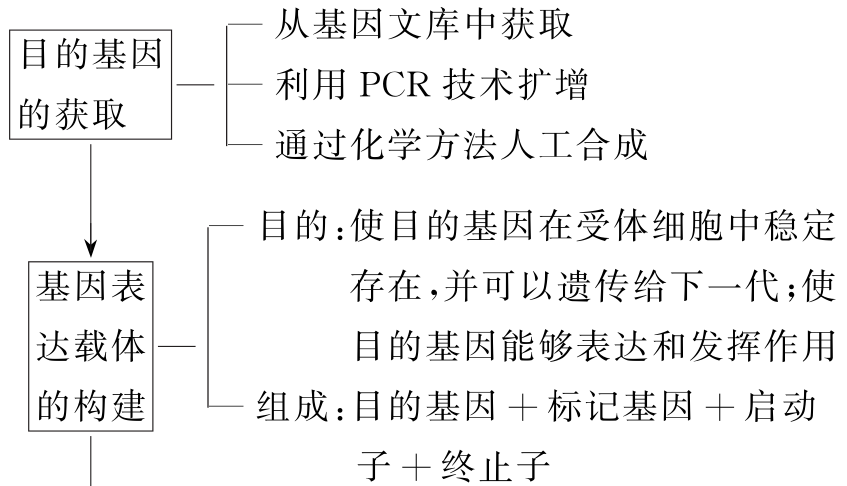 目的基因
的获取
从基因文库中获取
利用 PCR 技术扩增
通过化学方法人工合成
基因表
达载体
的构建
目的:使目的基因在受体细胞中稳定
存在,并可以遗传给下一代;使
目的基因能够表达和发挥作用
组成:目的基因+标记基因+启动
子+终止子